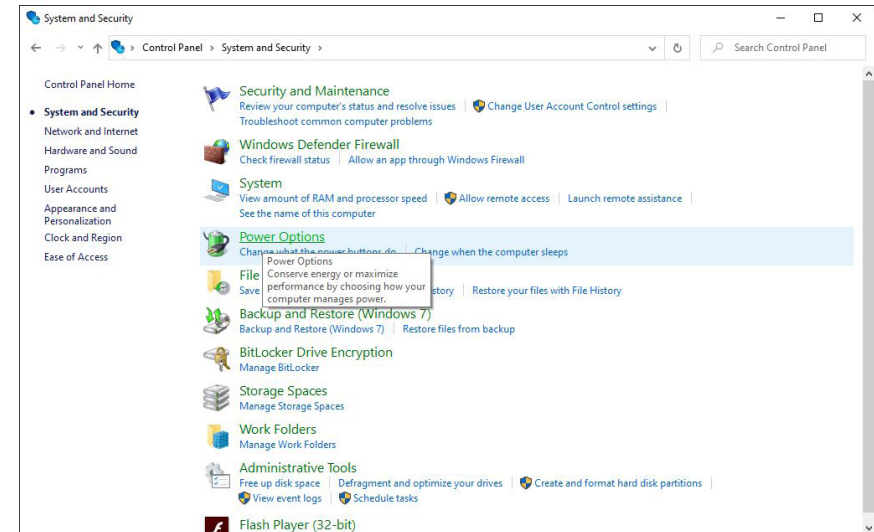 System and Security
Control Panel > System and Security >
Search Control Panel
Control Panel Home
System and Security
Network and Internet
Hardware and Sound
Programs
User Accounts
Appearance and
Personalization
Clock and Region
Ease of Access
Security and Maintenance
Review your computer's status and resolve issues
Change User Account Control settings
Troubleshoot common computer problems
Windows Defender Firewall
Check firewall status
Allow an app through Windows Firewall
System
View amount of RAM and processor speed
Allow remote access
Launch remote assistance
See the name of this computer
Power Options
Change what the power buttons do
Change when the computer sleeps
Power Options
Conserve energy or maximize
performance by choosing how your
computer manages power.
File
Save
story
Restore your files with File History
Backup and Restore (Windows 7)
Backup and Restore (Windows 7)
Restore files from backup
BitLocker Drive Encryption
Manage BitLocker
Storage Spaces
Manage Storage Spaces
Work Folders
Manage Work Folders
Administrative Tools
Free up disk space
Defragment and optimize your drives
Create and format hard disk partitions
View event logs
Schedule tasks
Flash Player (32-bit)